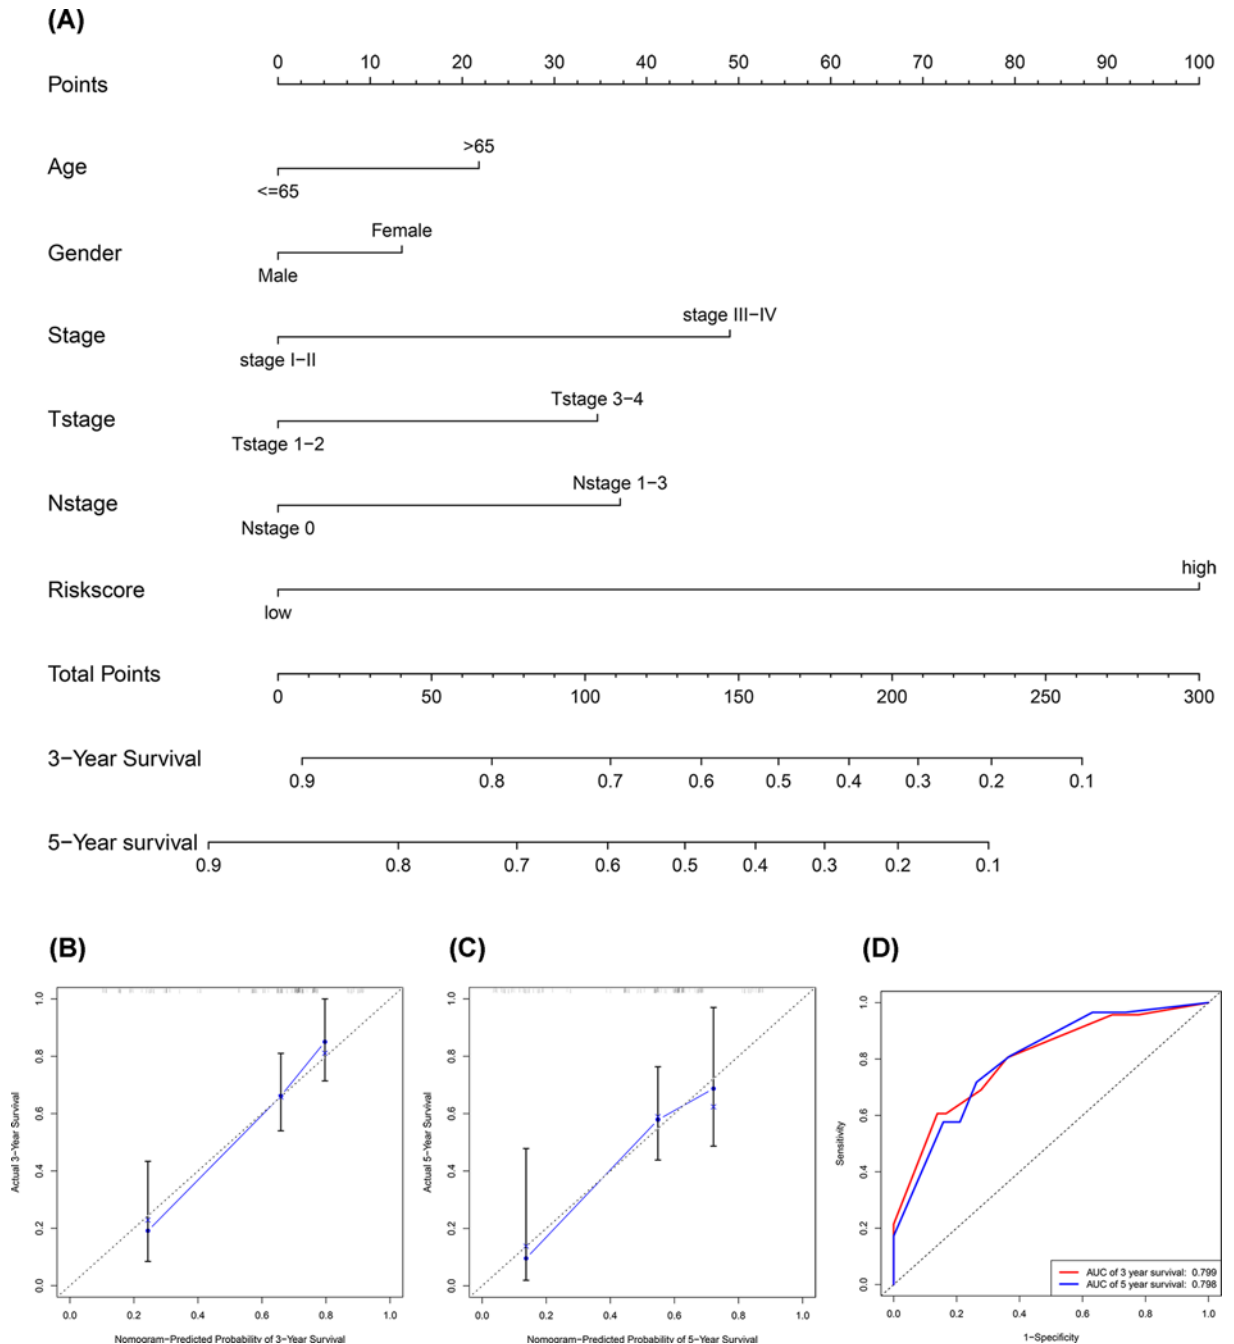 (A)
0 10 20 30 40 50 60 70 80 90 100
Points
>65
Age
<=65
Female
Gender
Male
stage III−IV
Stage
stage I−II
Tstage 3−4
Tstage
Tstage 1−2
Nstage 1−3
Nstage
Nstage 0
high
Riskscore
low
Total Points
0 50 100 150 200 250 300
3−Year Survival
0.9 0.8 0.7 0.6 0.5 0.4 0.3 0.2 0.1
5−Year survival
0.9 0.8 0.7 0.6 0.5 0.4 0.3 0.2 0.1
(B)
Actual 3−Year Survival
1.0
0.8
0.6
0.4
0.2
0.0
0.0 0.2 0.4 0.6 0.8 1.0
Nomogram−Predicted Probability of 3−Year Survival
(C)
Actual 5−Year Survival
1.0
0.8
0.6
0.4
0.2
0.0
0.0 0.2 0.4 0.6 0.8 1.0
Nomogram−Predicted Probability of 5−Year Survival
(D)
Sensitivity
1.0
0.8
0.6
0.4
0.2
0.0
AUC of 3 year survival: 0.799
AUC of 5 year survival: 0.798
0.0 0.2 0.4 0.6 0.8 1.0
1−Specificity